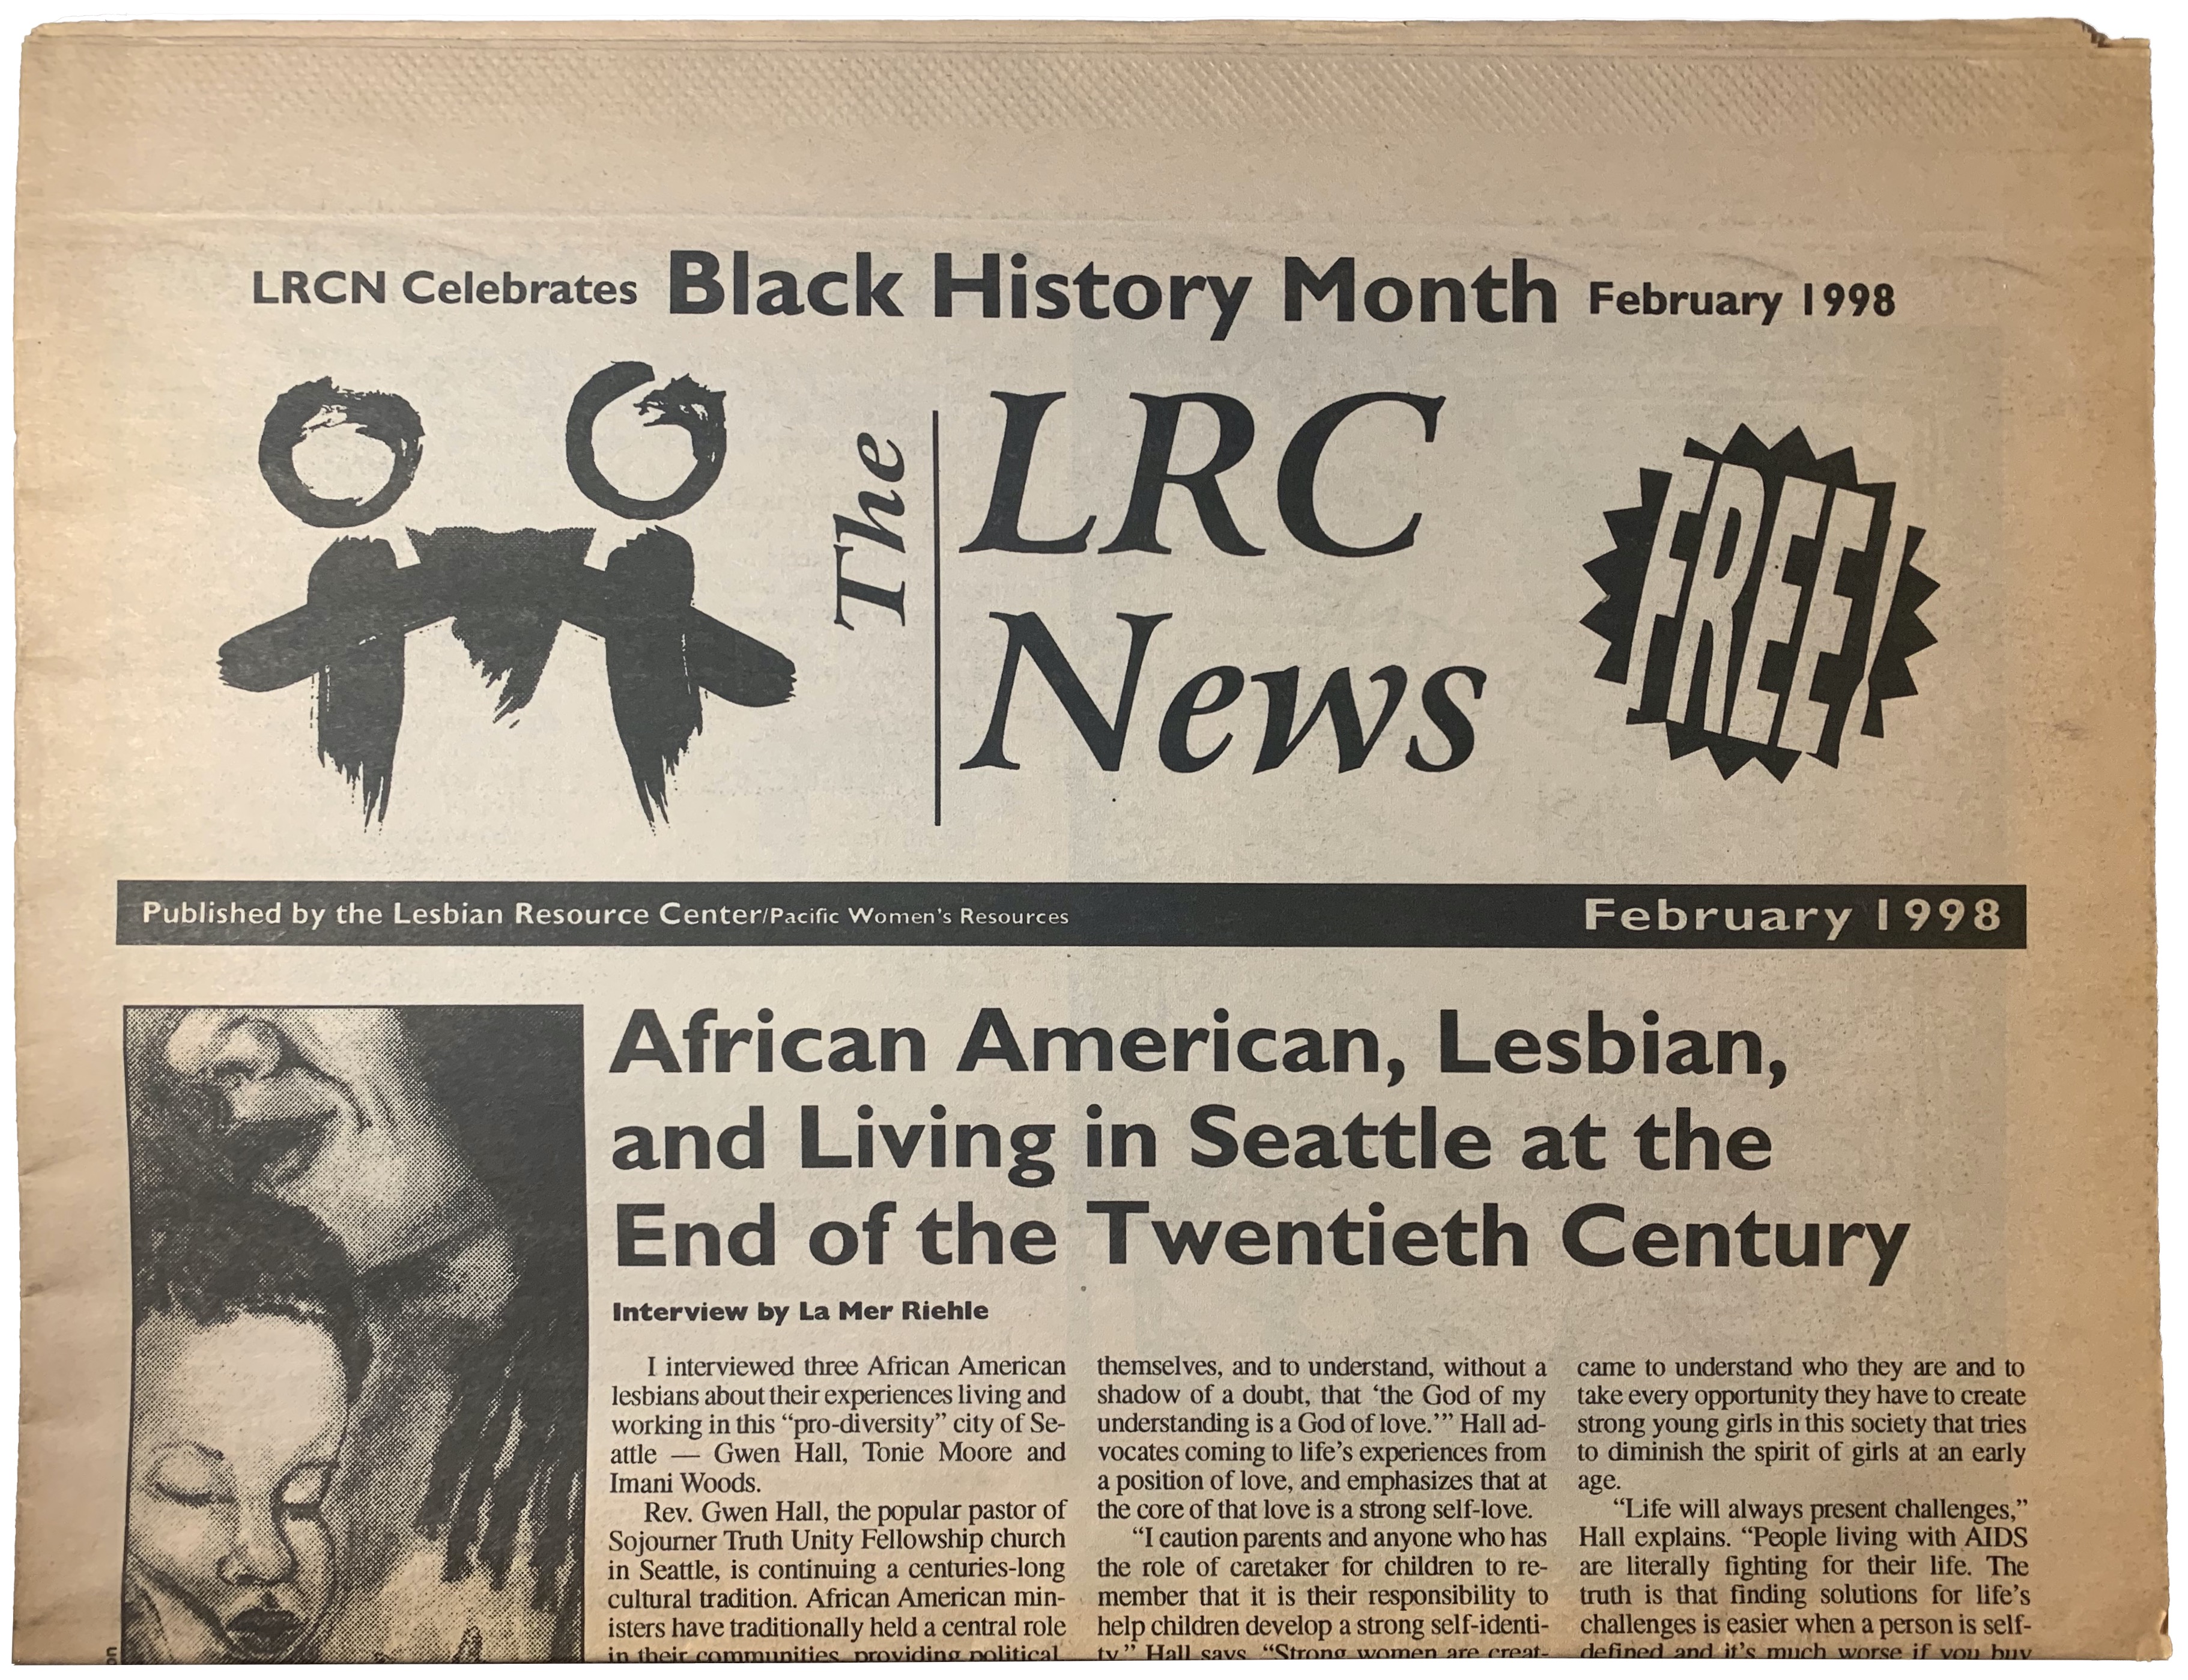 LRCN Celebrates Black History Month February 1998
The
LRC
News
FREE!
Published by the Lesbian Resource Center/Pacific Women's Resources
February 1998
African American, Lesbian,
and Living in Seattle at the
End of the Twentieth Century
Interview by La Mer Riehle
I interviewed three African American
lesbians about their experiences living and
working in this “pro-diversity” city of Se-
attle — Gwen Hall, Tonie Moore and
Imani Woods.
Rev. Gwen Hall, the popular pastor of
Sojourner Truth Unity Fellowship church
in Seattle, is continuing a centuries-long
cultural tradition. African American min-
isters have traditionally held a central role
in their communities, providing political,
themselves, and to understand, without a
shadow of a doubt, that ‘the God of my
understanding is a God of love.’” Hall ad-
vocates coming to life’s experiences from
a position of love, and emphasizes that at
the core of that love is a strong self-love.
“I caution parents and anyone who has
the role of caretaker for children to re-
member that it is their responsibility to
help children develop a strong self-identi-
ty.” Hall says. “Strong women are creat-
came to understand who they are and to
take every opportunity they have to create
strong young girls in this society that tries
to diminish the spirit of girls at an early
age.
“Life will always present challenges,”
Hall explains. “People living with AIDS
are literally fighting for their life. The
truth is that finding solutions for life’s
challenges is easier when a person is self-
defined and it’s much worse if you buy